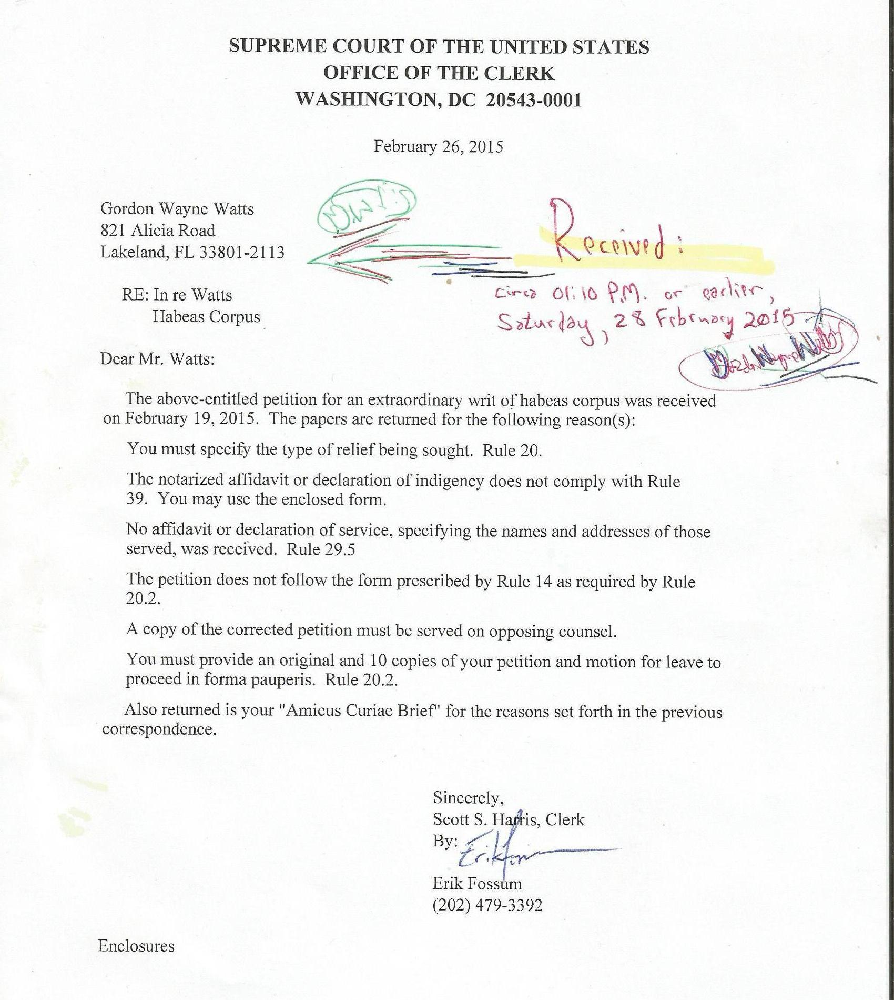 SUPREME COURT OF THE UNITED STATES
OFFICE OF THE CLERK
WASHINGTON, DC 20543-0001
February 26, 2015
Gordon Wayne Watts
821 Alicia Road
Lakeland, FL 33801-2113
Received:
circa 01:10 P.M. or earlier,
Saturday, 28 February 2015
Gordon Wayne Watts
RE: In re Watts
Habeas Corpus
Dear Mr. Watts:
The above-entitled petition for an extraordinary writ of habeas corpus was received
on February 19, 2015. The papers are returned for the following reason(s):
You must specify the type of relief being sought. Rule 20.
The notarized affidavit or declaration of indigency does not comply with Rule
39. You may use the enclosed form.
No affidavit or declaration of service, specifying the names and addresses of those
served, was received. Rule 29.5
The petition does not follow the form prescribed by Rule 14 as required by Rule
20.2.
A copy of the corrected petition must be served on opposing counsel.
You must provide an original and 10 copies of your petition and motion for leave to
proceed in forma pauperis. Rule 20.2.
Also returned is your "Amicus Curiae Brief" for the reasons set forth in the previous
correspondence.
Sincerely,
Scott S. Harris, Clerk
By:
Erik Fossum
(202) 479-3392
Enclosures